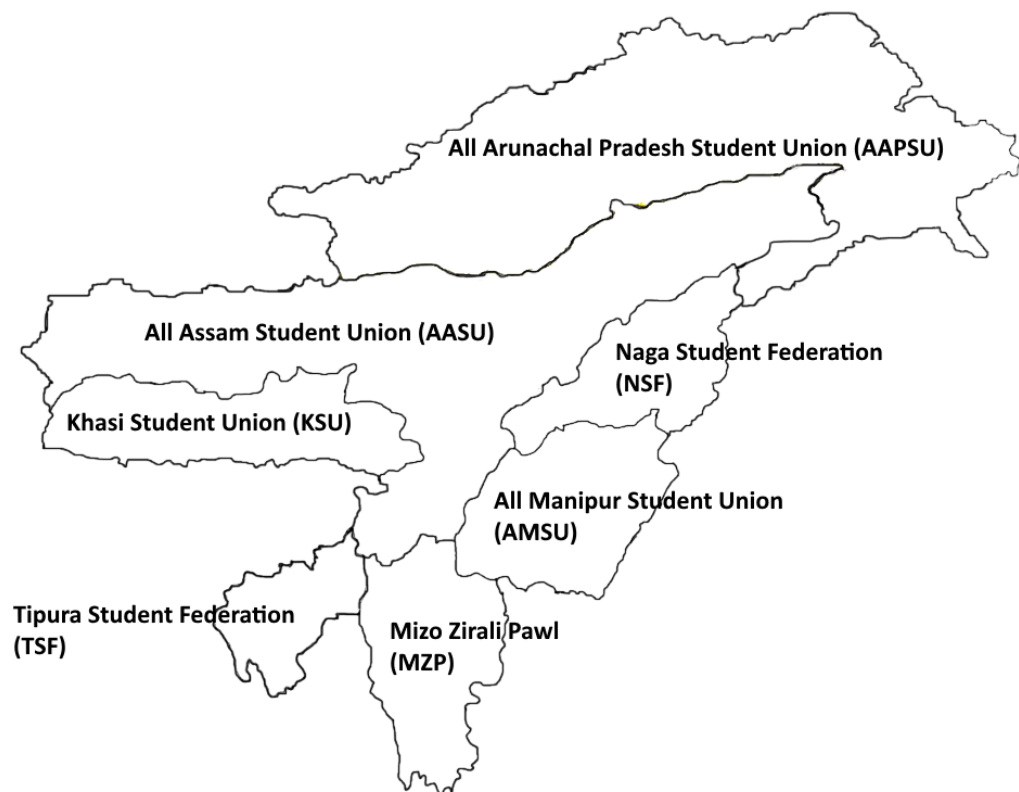 All Arunachal Pradesh Student Union (AAPSU)
All Assam Student Union (AASU)
Naga Student Federation
(NSF)
Khasi Student Union (KSU)
All Manipur Student Union
(AMSU)
Tipura Student Federation
(TSF)
Mizo Zirali Pawl
(MZP)